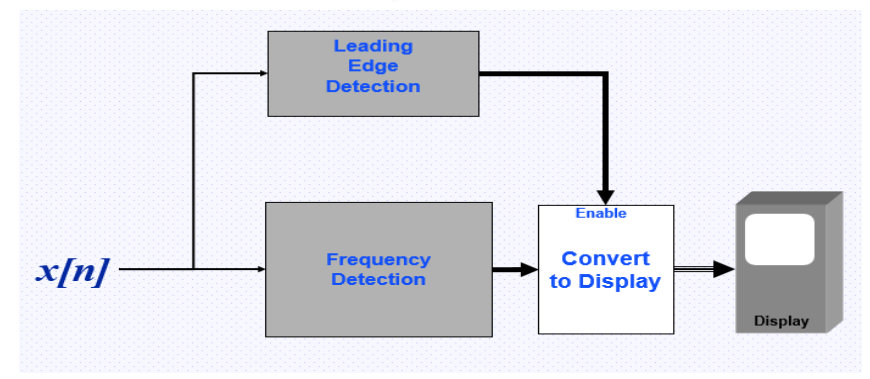 Leading
Edge
Detection
x[n]
Frequency
Detection
Enable
Convert
to Display
Display